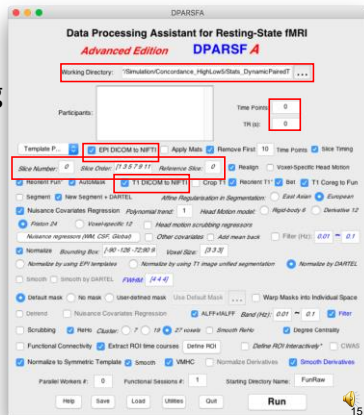 g
DPARSFA
Data Processing Assistant for Resting-State fMRI
Advanced Edition DPARSF A
Working Directory: '/Simulation/Concordance_HighLowS/Stats_DynamicPairedT ...
Participants:
Time Points: 0
TR (s): 0
Template P... EPI DICOM to NIFTI Apply Mats Remove First 10 Time Points Slice Timing
Slice Number: 0 Slice Order: [1 3 5 7 9 11 Reference Slice: 0 Realign Voxel-Specific Head Motion
Reorient Fun* AutoMask T1 DICOM to NIFTI Crop T1 Reorient T1* Bet T1 Coreg to Fun
Segment New Segment + DARTEL Affine Regularisation in Segmentation: East Asian European
Nuisance Covariates Regression Polynomial trend: 1 Head Motion model: Rigid-body 6 Derivative 12
Friston 24 Voxel-specific 12 Head motion scrubbing regressors
Nuisance regressors (WM, CSF, Global) Other covariates Add mean back Filter (Hz): 0.01 ~ 0.1
Normalize Bounding Box: [-90 -126 -72;90 9 Voxel Size: [3 3 3]
Normalize by using EPI templates Normalize by using T1 image unified segmentation Normalize by DARTEL
Smooth Smooth by DARTEL FWHM: [4 4 4]
Default mask No mask User-defined mask Use Default Mask ... Warp Masks into Individual Space
Detrend Nuisance Covariates Regression ALFF+fALFF Band (Hz): 0.01 ~ 0.1 Filter
Scrubbing ReHo Cluster: 7 19 27 voxels Smooth ReHo Degree Centrality
Functional Connectivity Extract ROI time courses Define ROI Define ROI Interactively* CWAS
Normalize to Symmetric Template Smooth VMHC Normalize Derivatives Smooth Derivatives
Parallel Workers #: 0 Functional Sessions #: 1 Starting Directory Name: FunRaw
Help Save Load Utilities Quit Run
15